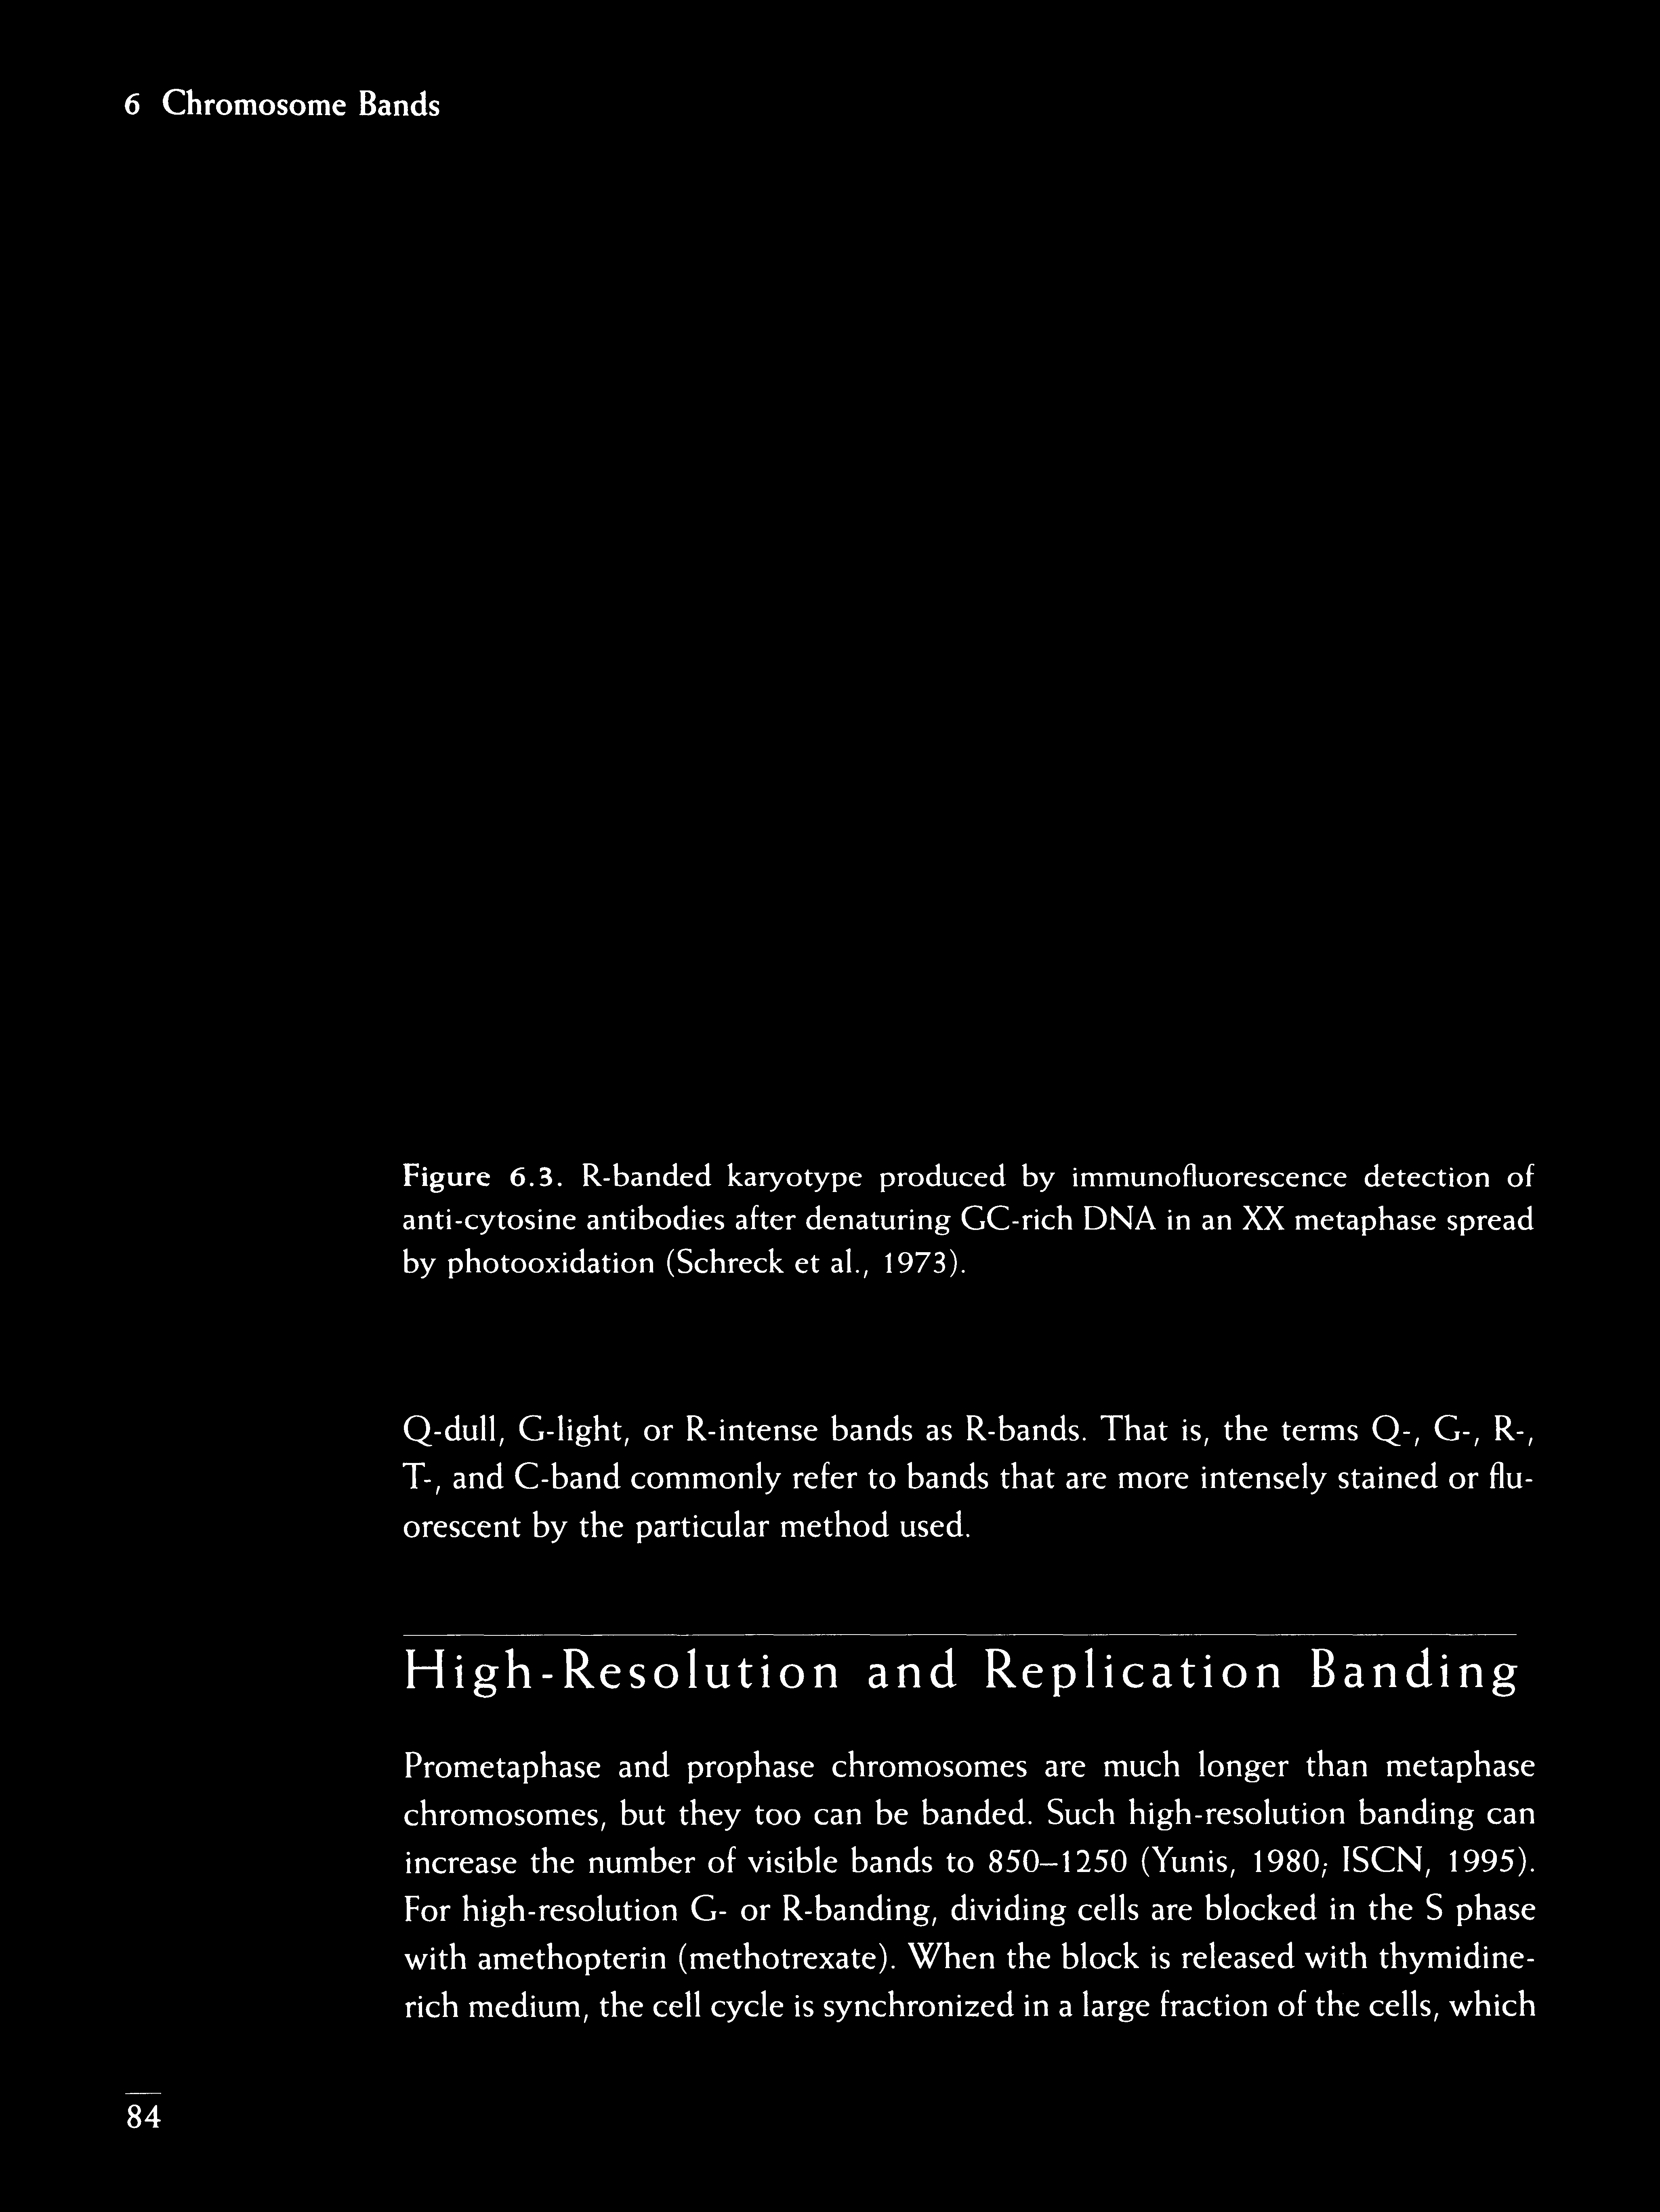 6 Chromosome Bands
Figure 6.3. R-banded karyotype produced by immunofluorescence detection of
anti-cytosine antibodies after denaturing GC-rich DNA in an XX metaphase spread
by photooxidation (Schreck et al., 1973).
Q-dull, G-light, or R-intense bands as R-bands. That is, the terms Q-, G-, R-,
T-, and C-band commonly refer to bands that are more intensely stained or flu-
orescent by the particular method used.
High-Resolution and Replication Banding
Prometaphase and prophase chromosomes are much longer than metaphase
chromosomes, but they too can be banded. Such high-resolution banding can
increase the number of visible bands to 850–1250 (Yunis, 1980; ISCN, 1995).
For high-resolution G- or R-banding, dividing cells are blocked in the S phase
with amethopterin (methotrexate). When the block is released with thymidine-
rich medium, the cell cycle is synchronized in a large fraction of the cells, which
84